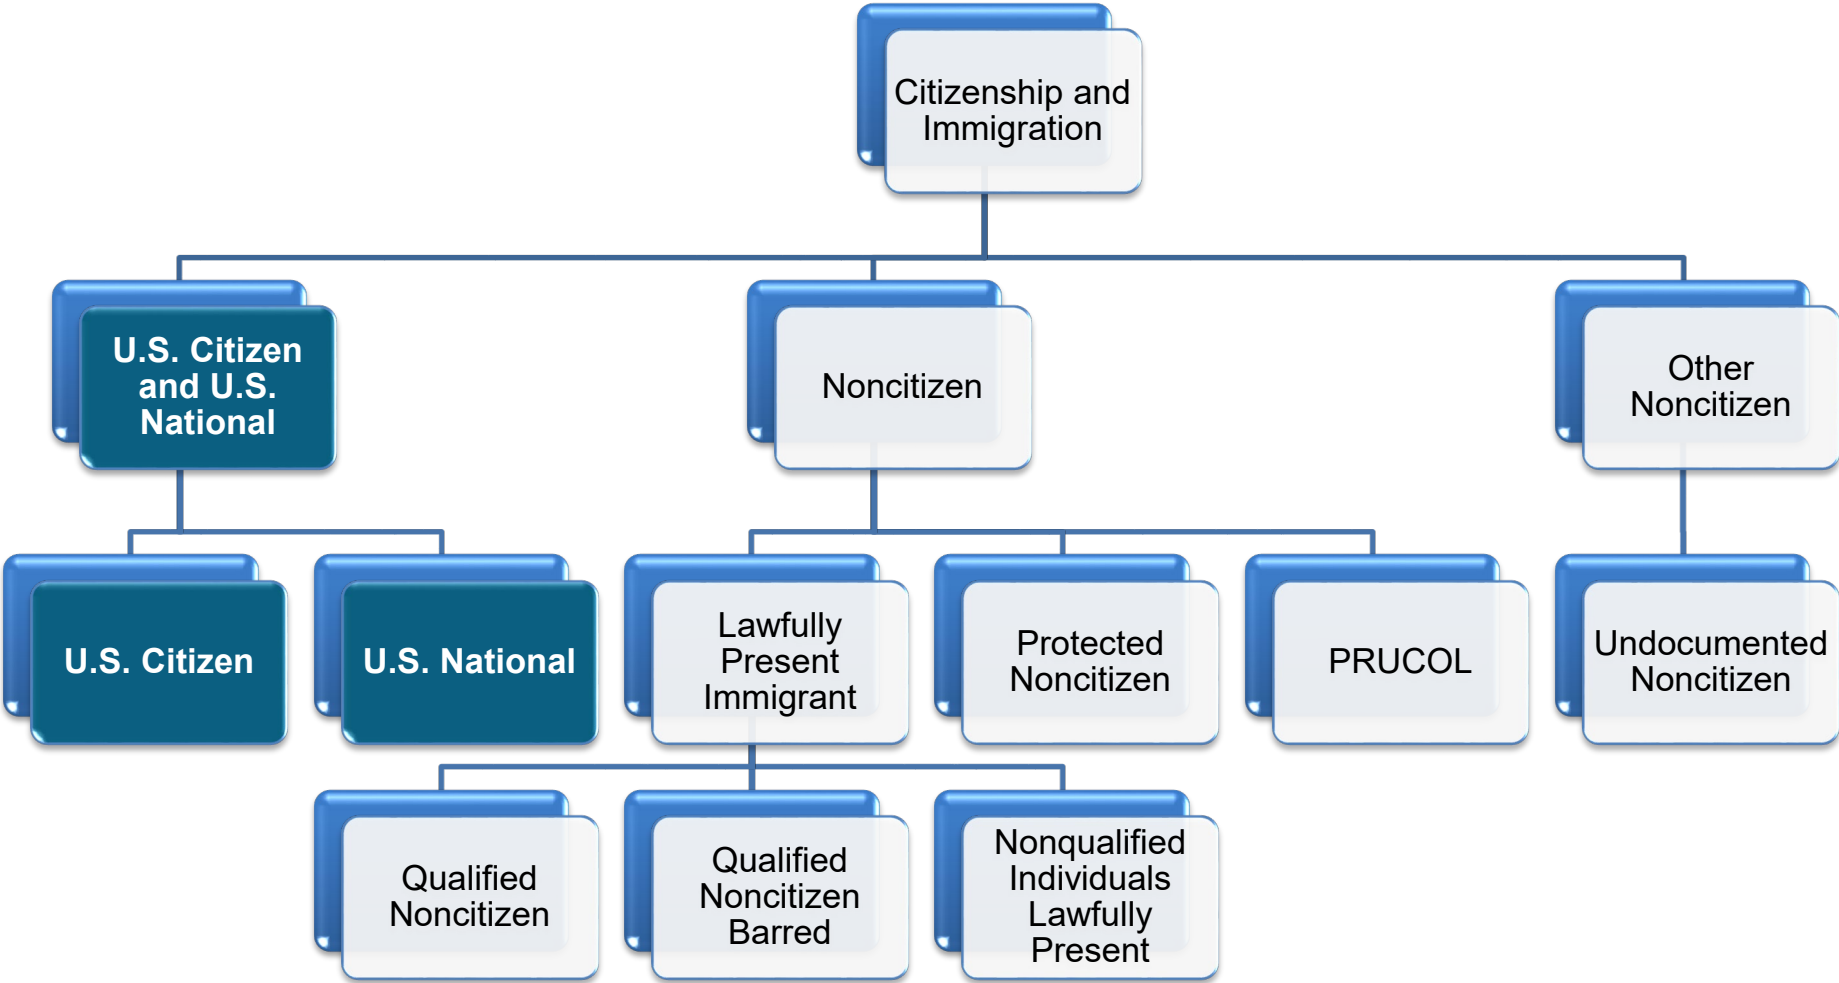 Citizenship and
Immigration
U.S. Citizen
and U.S.
National
Noncitizen
Other
Noncitizen
U.S. Citizen
U.S. National
Lawfully
Present
Immigrant
Protected
Noncitizen
PRUCOL
Undocumented
Noncitizen
Qualified
Noncitizen
Qualified
Noncitizen
Barred
Nonqualified
Individuals
Lawfully
Present